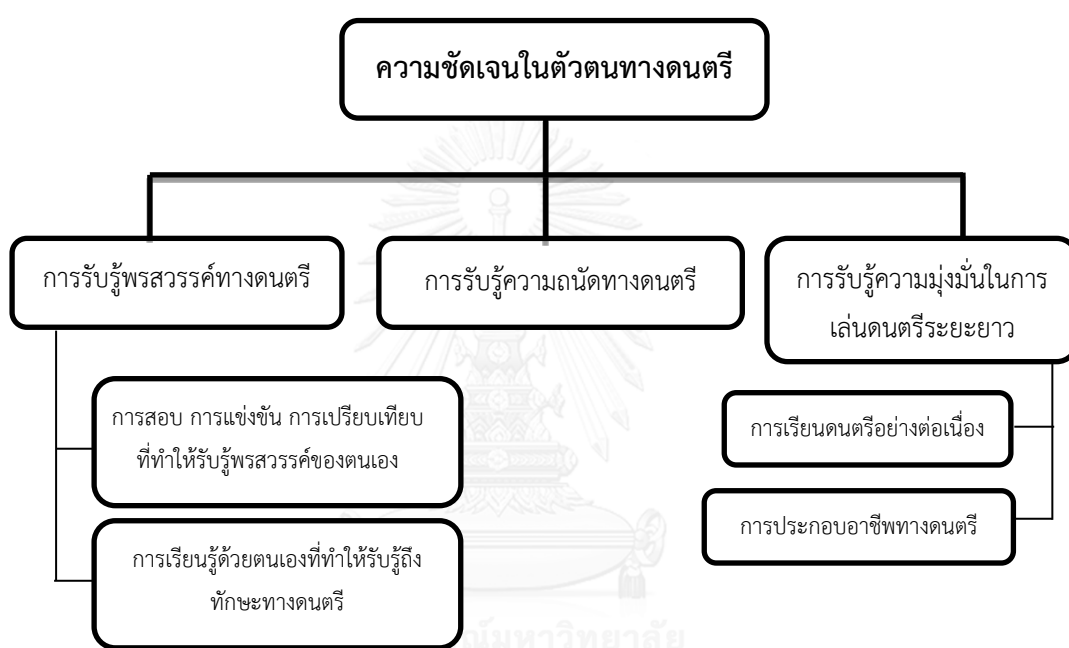 ความชัดเจนในตัวตนทางดนตรี
การรับรู้พรสวรรค์ทางดนตรี
การรับรู้ความถนัดทางดนตรี
การรับรู้ความมุ่งมั่นในการ
เล่นดนตรีระยะยาว
การสอบ การแข่งขัน การเปรียบเทียบ
ที่ทำให้รับรู้พรสวรรค์ของตนเอง
การเรียนรู้ด้วยตนเองที่ทำให้รับรู้ถึง
ทักษะทางดนตรี
การเรียนดนตรีอย่างต่อเนื่อง
การประกอบอาชีพทางดนตรี
มหาวิทยาลัย